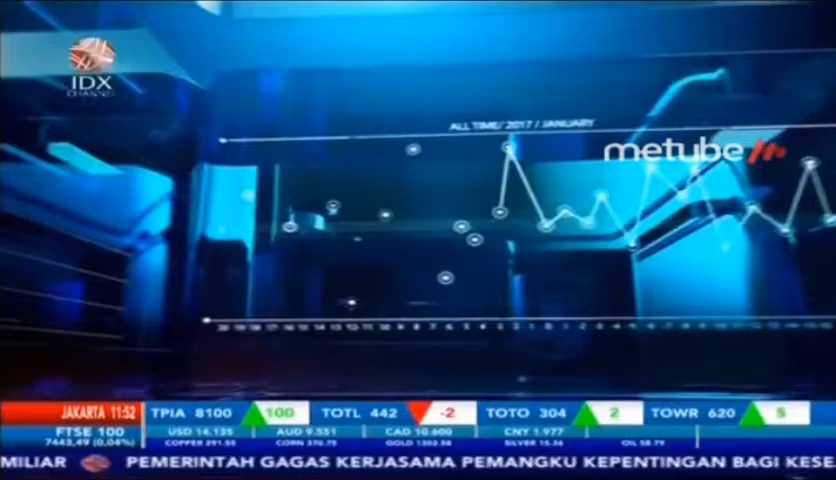 IDX
CHANNEL
ALL TIME/ 2017 / JANUARY
metube
JAKARTA 11:52 TPIA 8100 100 TOTL 442 -2 TOTO 304 2 TOWR 620 5
FTSE 100 USD 14.135 AUD 9.551 CAD 10.600 CNY 1.977
7443,49 (0,04%) COPPER 291.55 CORN 370.75 GOLD 1302.58 SILVER 15.36 OIL 58.79
MILIAR PEMERINTAH GAGAS KERJASAMA PEMANGKU KEPENTINGAN BAGI KESE